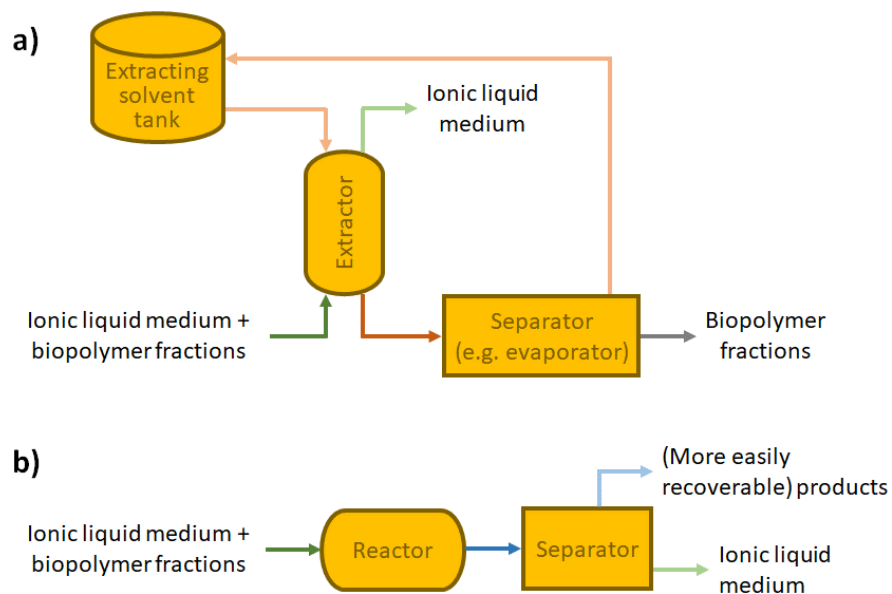 a)
Extracting
solvent
tank
Ionic liquid
medium
Extractor
Ionic liquid medium +
biopolymer fractions
Separator
(e.g. evaporator)
Biopolymer
fractions
b)
(More easily
recoverable) products
Ionic liquid medium +
biopolymer fractions
Reactor
Separator
Ionic liquid
medium